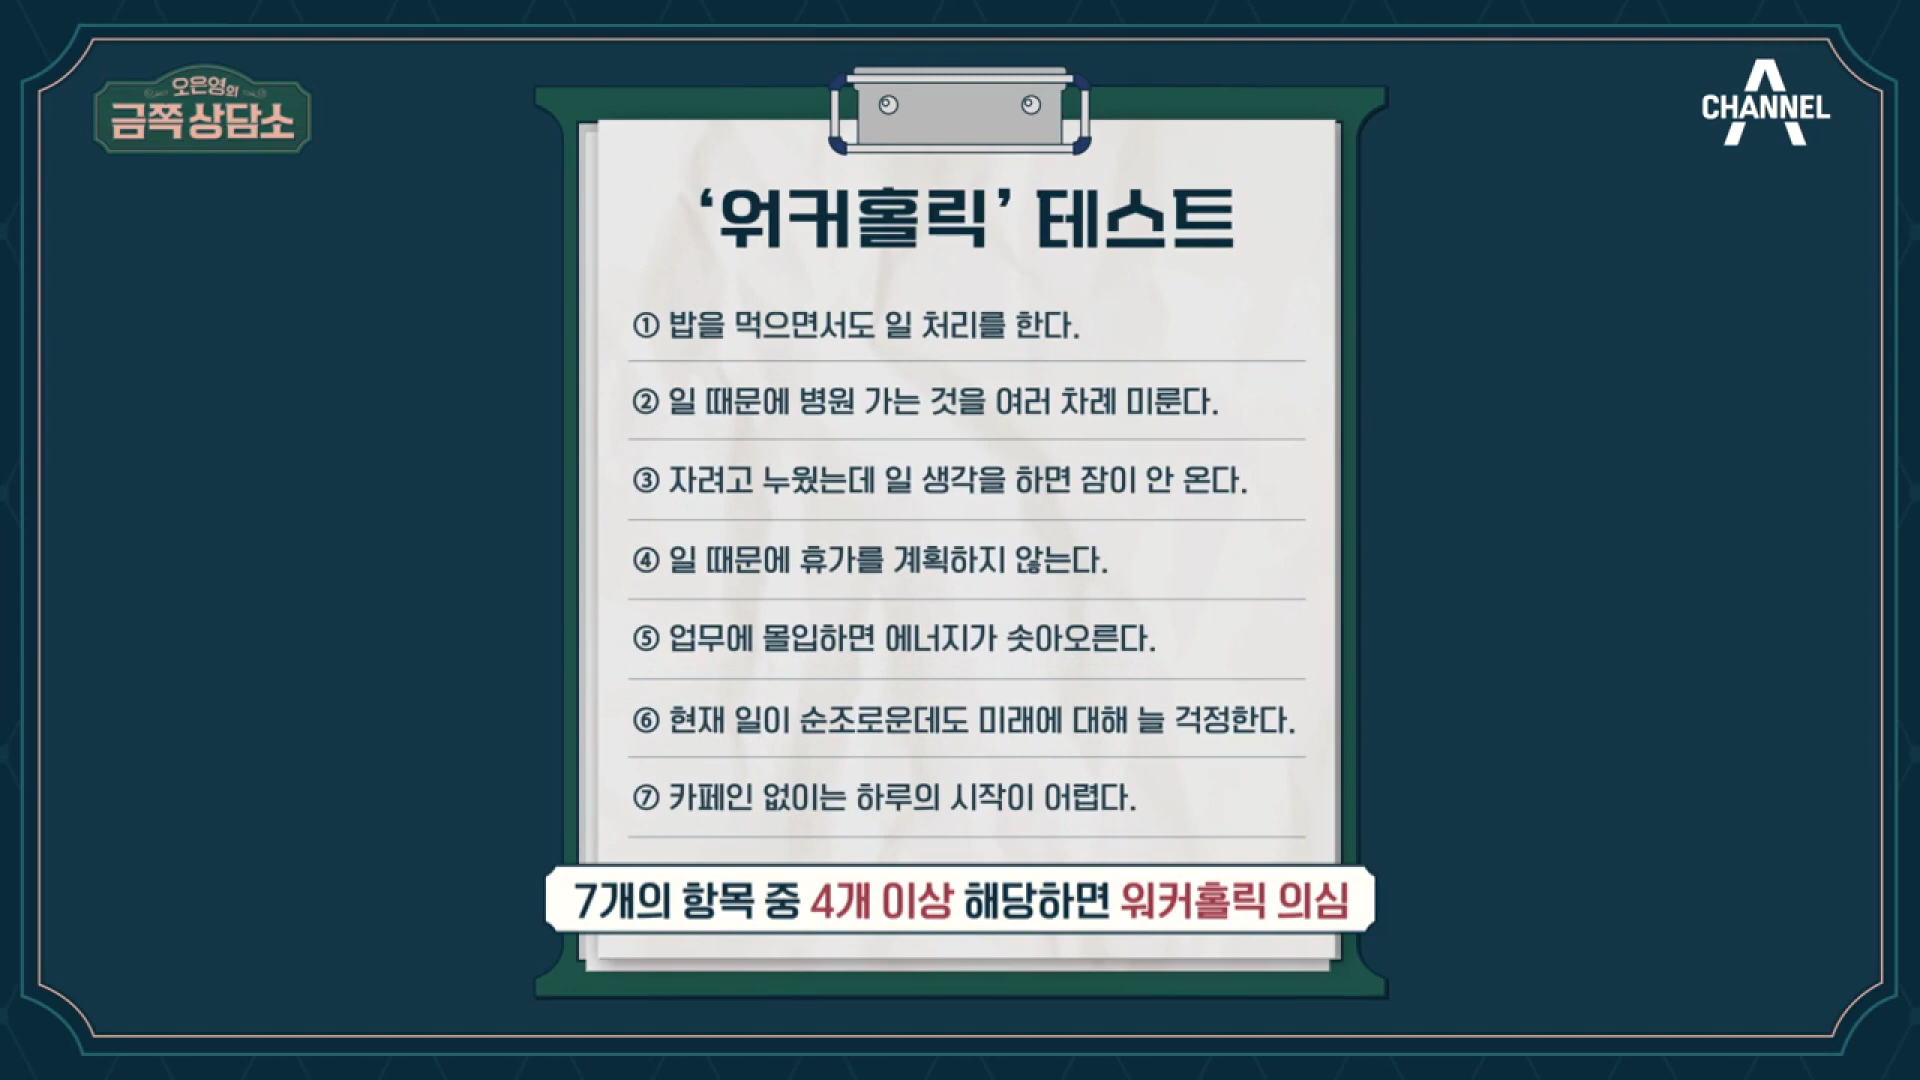 오은영의
금쪽 상담소
CHANNEL A
‘워커홀릭’ 테스트
① 밥을 먹으면서도 일 처리를 한다.
② 일 때문에 병원 가는 것을 여러 차례 미룬다.
③ 자려고 누웠는데 일 생각을 하면 잠이 안 온다.
④ 일 때문에 휴가를 계획하지 않는다.
⑤ 업무에 몰입하면 에너지가 솟아오른다.
⑥ 현재 일이 순조로운데도 미래에 대해 늘 걱정한다.
⑦ 카페인 없이는 하루의 시작이 어렵다.
7개의 항목 중 4개 이상 해당하면 워커홀릭 의심